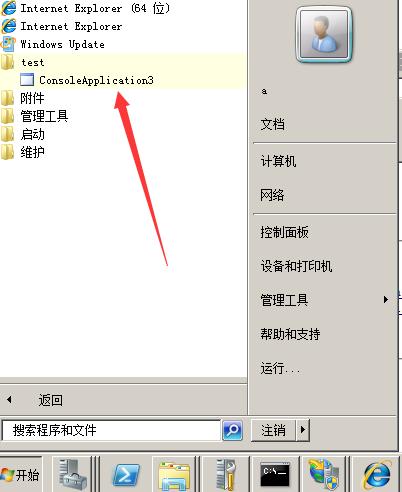 Internet Explorer (64 位)
Internet Explorer
Windows Update
test
ConsoleApplication3
附件
管理工具
启动
维护
返回
搜索程序和文件
a
文档
计算机
网络
控制面板
设备和打印机
管理工具
帮助和支持
运行...
注销
开始
C:\_